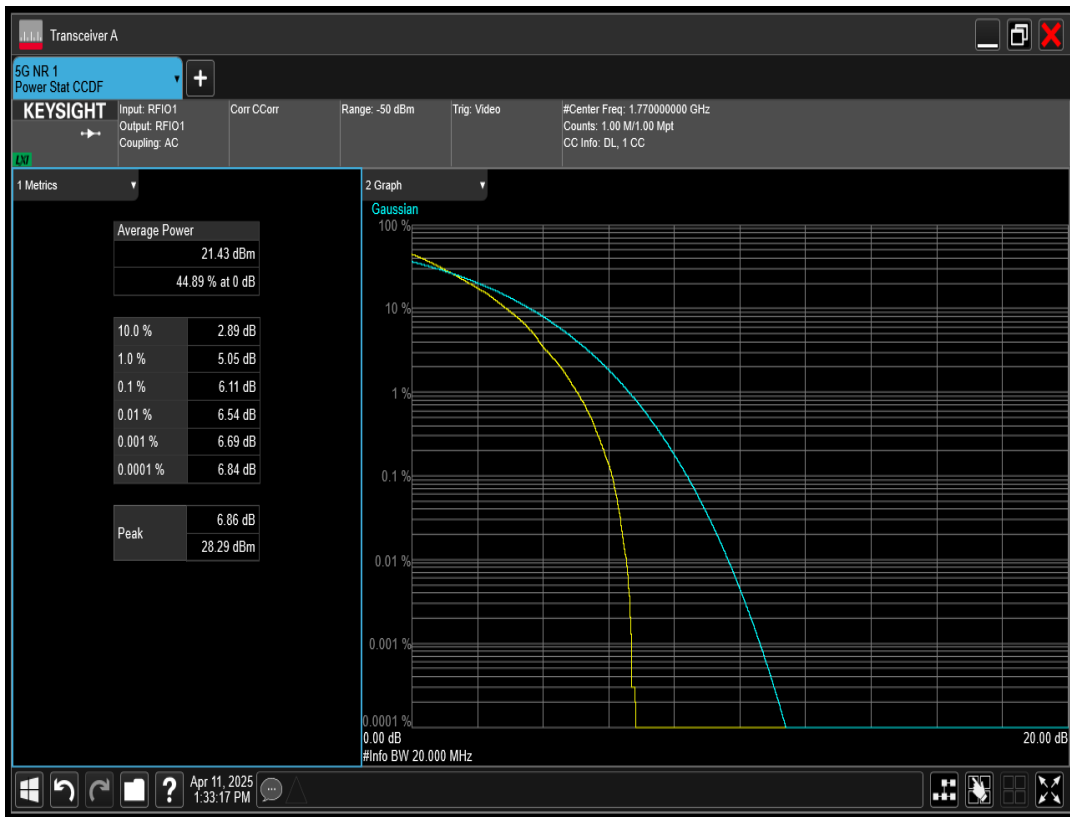 Transceiver A
5G NR 1
Power Stat CCDF
+
KEYSIGHT
LXI
Input: RFIO1
Output: RFIO1
Coupling: AC
Corr CCorr
Range: -50 dBm
Trig: Video
#Center Freq: 1.770000000 GHz
Counts: 1.00 M/1.00 Mpt
CC Info: DL, 1 CC
1 Metrics
Average Power
21.43 dBm
44.89 % at 0 dB
10.0 % 2.89 dB
1.0 % 5.05 dB
0.1 % 6.11 dB
0.01 % 6.54 dB
0.001 % 6.69 dB
0.0001 % 6.84 dB
Peak
6.86 dB
28.29 dBm
2 Graph
Gaussian
100 %
10 %
1 %
0.1 %
0.01 %
0.001 %
0.0001 %
0.00 dB 20.00 dB
#Info BW 20.000 MHz
?
Apr 11, 2025
1:33:17 PM